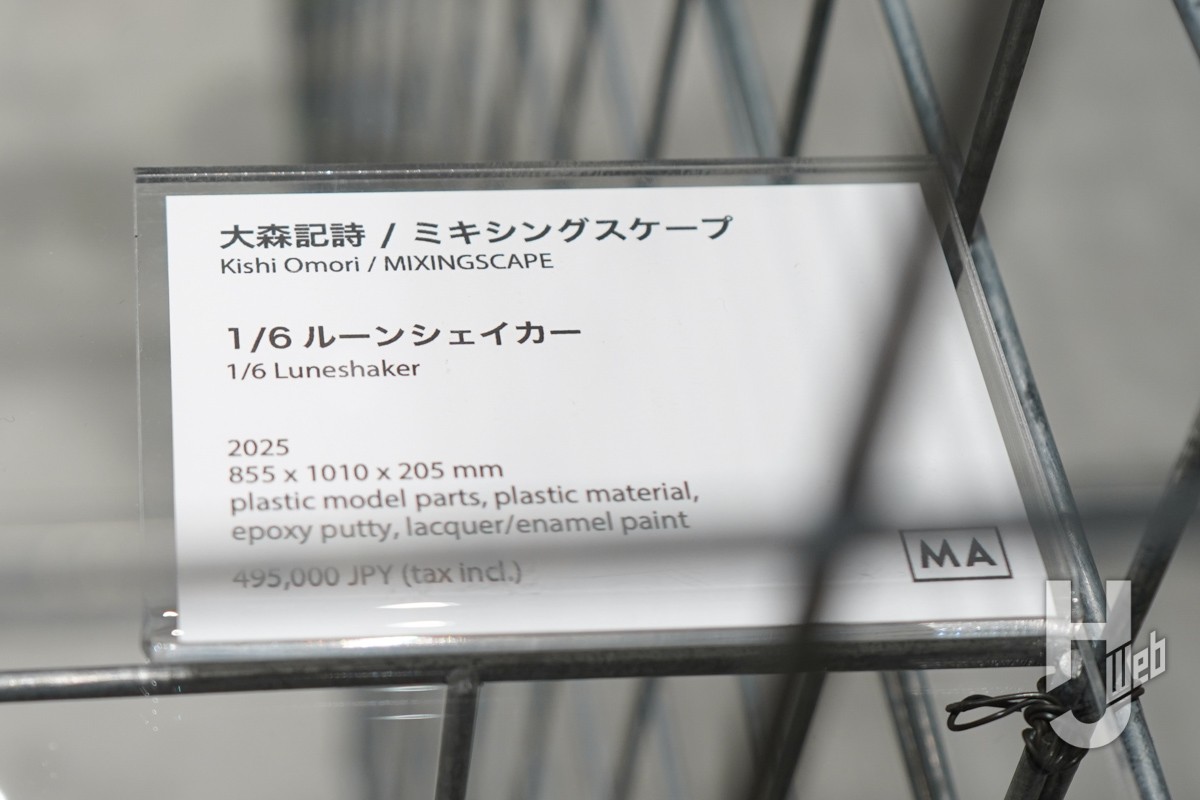 大森記詩 / ミキシングスケープ
Kishi Omori / MIXINGSCAPE
1/6 ルーンシェイカー
1/6 Luneshaker
2025
855 x 1010 x 205 mm
plastic model parts, plastic material,
epoxy putty, lacquer/enamel paint
495,000 JPY (tax incl.)
MA
HJ Web